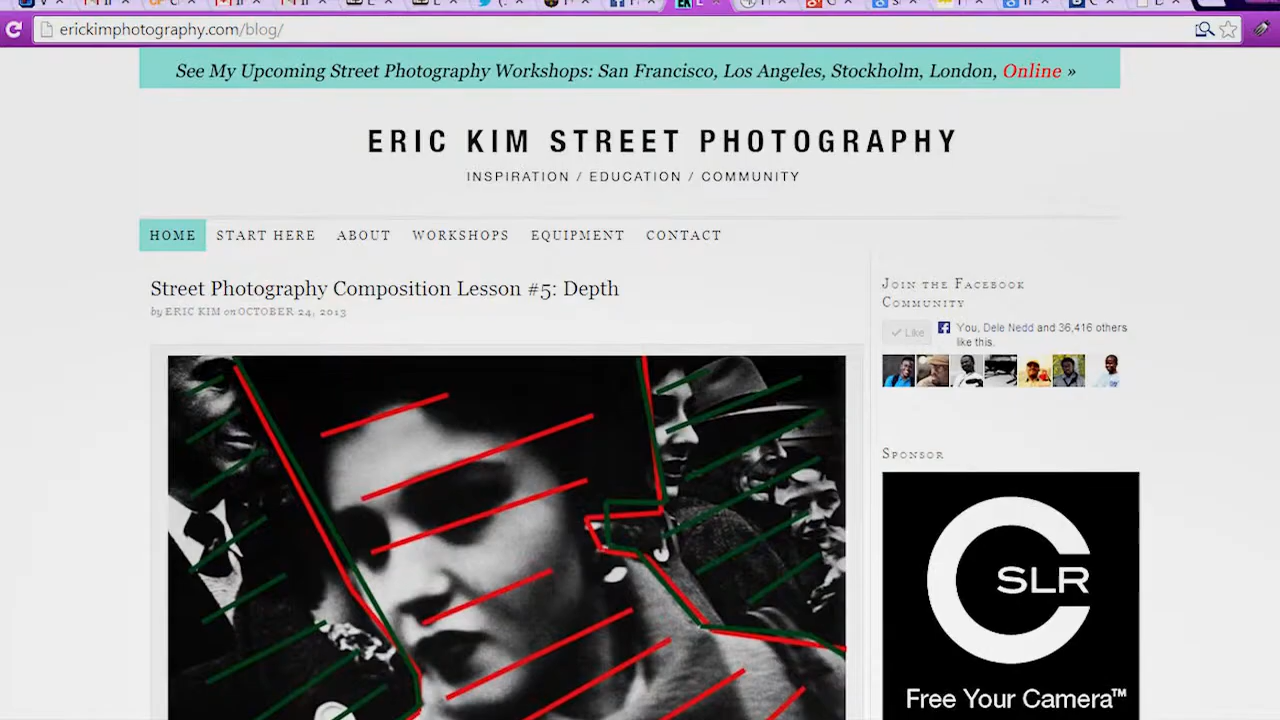 erickimphotography.com/blog/
See My Upcoming Street Photography Workshops: San Francisco, Los Angeles, Stockholm, London, Online »
ERIC KIM STREET PHOTOGRAPHY
INSPIRATION / EDUCATION / COMMUNITY
HOME START HERE ABOUT WORKSHOPS EQUIPMENT CONTACT
Street Photography Composition Lesson #5: Depth
by ERIC KIM on OCTOBER 24, 2013
Join the Facebook
Community
Like
You, Dele Nedd and 36,416 others
like this.
Sponsor
SLR
Free Your Camera™